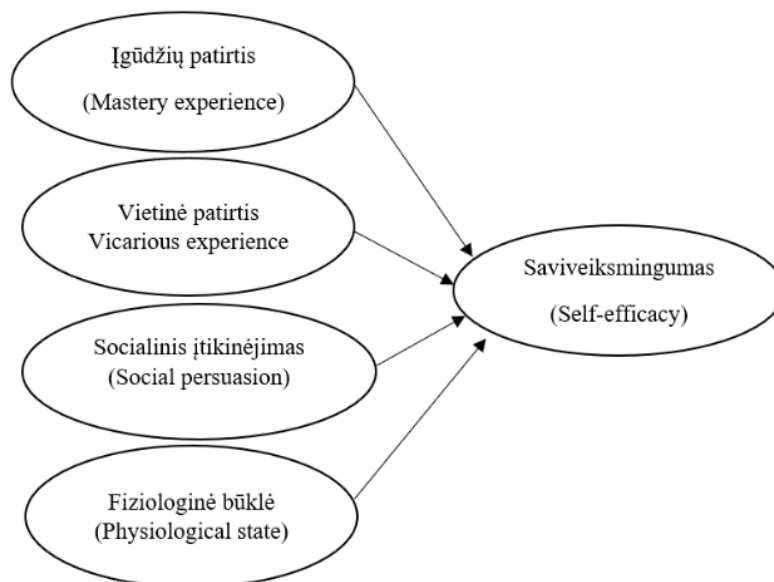 Įgūdžių patirtis
(Mastery experience)
Vietinė patirtis
Vicarious experience
Socialinis įtikinėjimas
(Social persuasion)
Fiziologinė būklė
(Physiological state)
Saviveiksmingumas
(Self-efficacy)